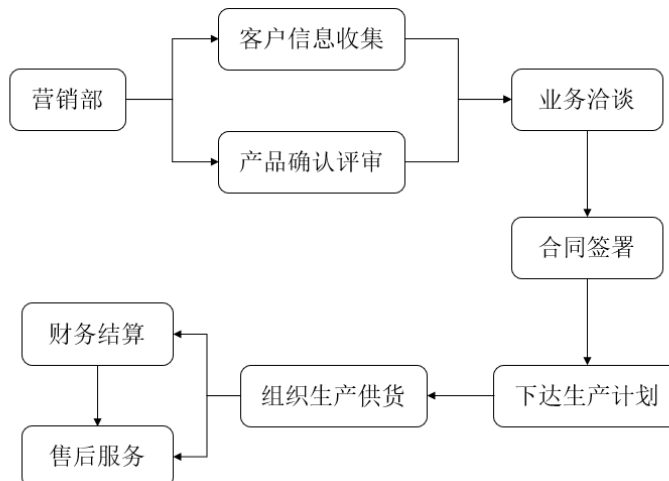 客户信息收集
营销部
业务洽谈
产品确认评审
合同签署
财务结算
组织生产供货
下达生产计划
售后服务